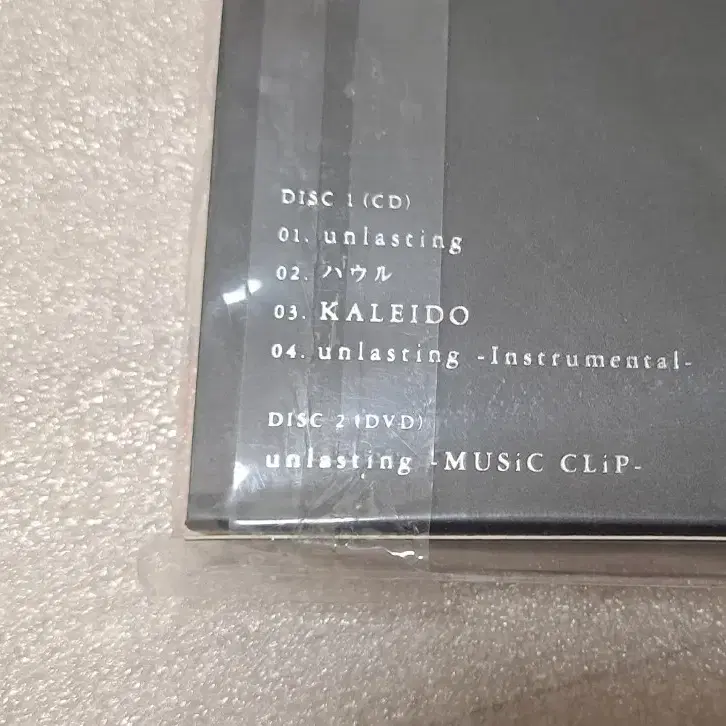 DISC 1 (CD)
01. unlasting
02. ハウル
03. KALEIDO
04. unlasting -Instrumental-
DISC 2 (DVD)
unlasting -MUSiC CLiP-